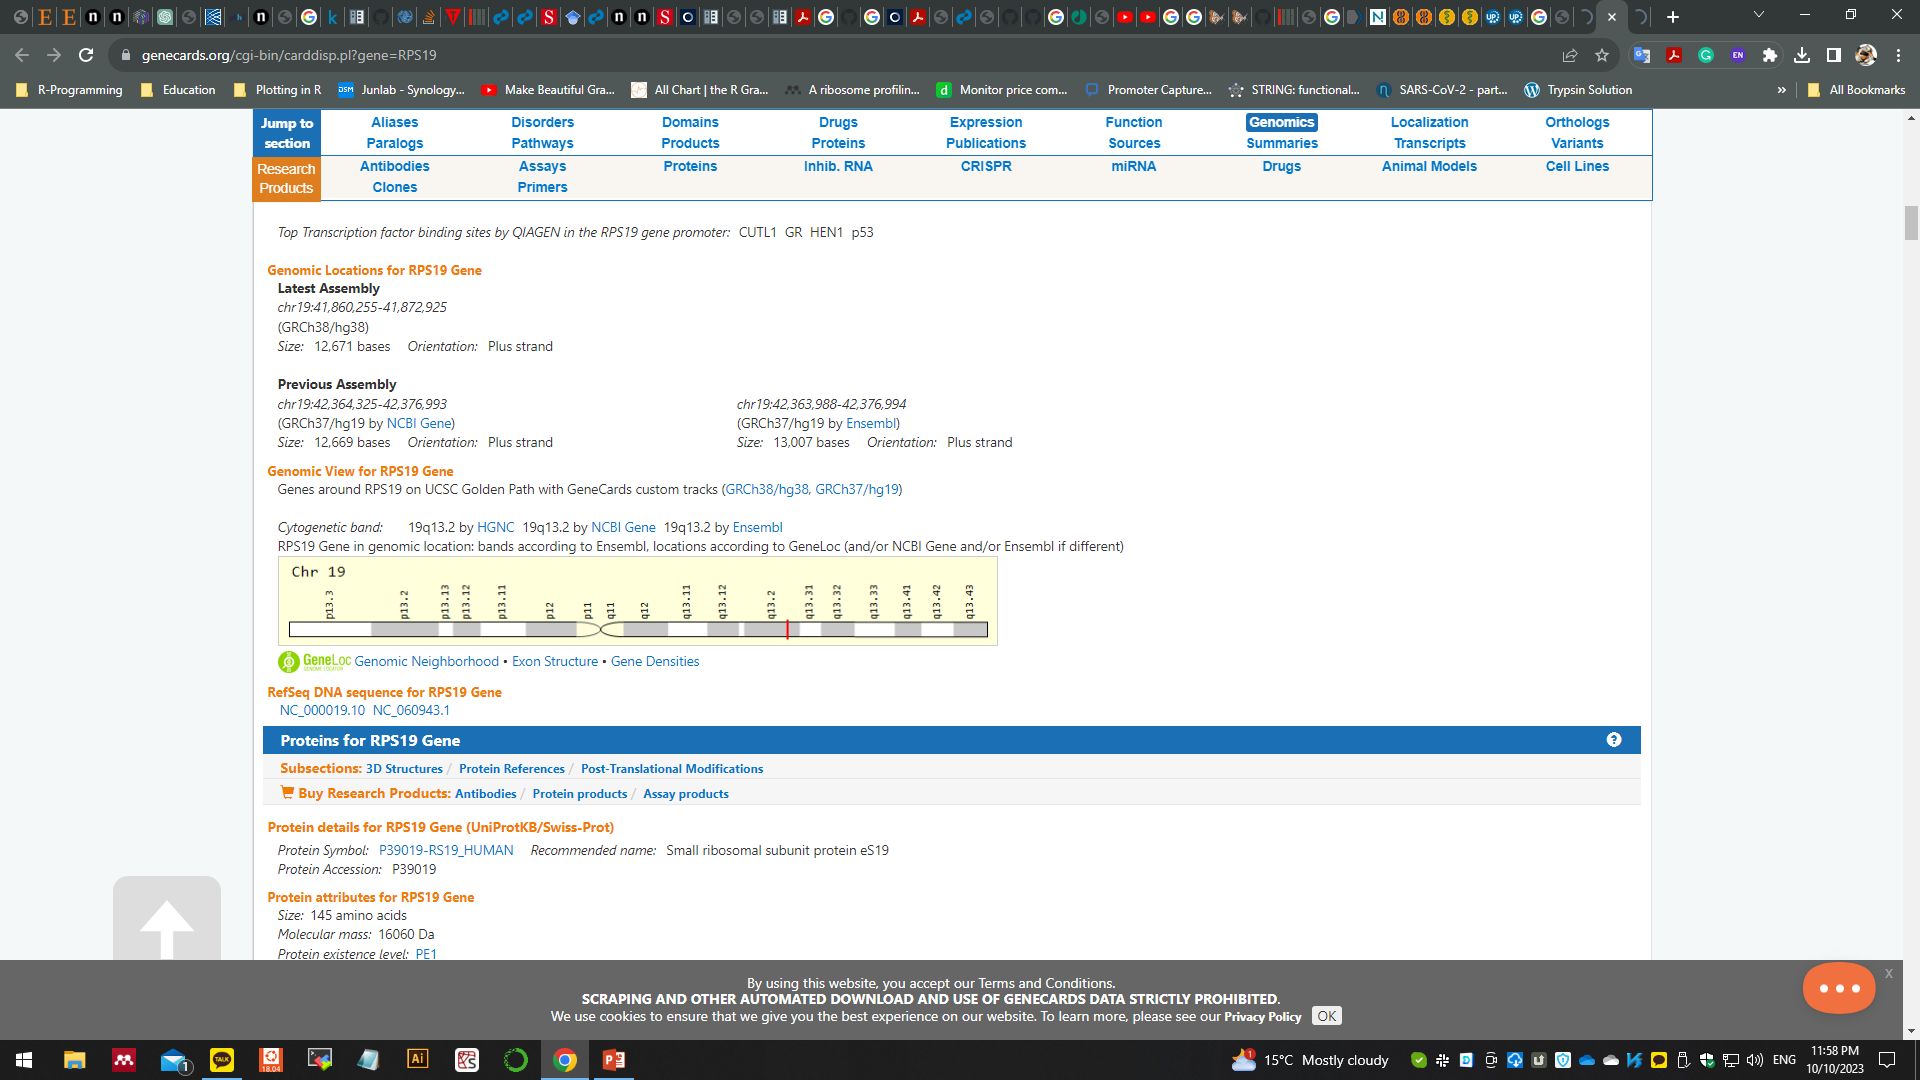 genecards.org/cgi-bin/carddisp.pl?gene=RPS19
R-Programming Education Plotting in R Junlab - Synology... Make Beautiful Gra... All Chart | the R Gra... A ribosome profilin... Monitor price com... Promoter Capture... STRING: functional... SARS-CoV-2 - part... Trypsin Solution » All Bookmarks
Jump to section
Aliases Disorders Domains Drugs Expression Function Genomics Localization Orthologs
Paralogs Pathways Products Proteins Publications Sources Summaries Transcripts Variants
Research Products
Antibodies Assays Proteins Inhib. RNA CRISPR miRNA Drugs Animal Models Cell Lines
Clones Primers
Top Transcription factor binding sites by QIAGEN in the RPS19 gene promoter: CUTL1 GR HEN1 p53
Genomic Locations for RPS19 Gene
Latest Assembly
chr19:41,860,255-41,872,925
(GRCh38/hg38)
Size: 12,671 bases Orientation: Plus strand
Previous Assembly
chr19:42,364,325-42,376,993 chr19:42,363,988-42,376,994
(GRCh37/hg19 by NCBI Gene) (GRCh37/hg19 by Ensembl)
Size: 12,669 bases Orientation: Plus strand Size: 13,007 bases Orientation: Plus strand
Genomic View for RPS19 Gene
Genes around RPS19 on UCSC Golden Path with GeneCards custom tracks (GRCh38/hg38, GRCh37/hg19)
Cytogenetic band: 19q13.2 by HGNC 19q13.2 by NCBI Gene 19q13.2 by Ensembl
RPS19 Gene in genomic location: bands according to Ensembl, locations according to GeneLoc (and/or NCBI Gene and/or Ensembl if different)
Chr 19
p13.3 p13.2 p13.13 p13.12 p13.11 p12 p11 q11 q12 q13.11 q13.12 q13.2 q13.31 q13.32 q13.33 q13.41 q13.42 q13.43
GeneLoc Genomic Neighborhood • Exon Structure • Gene Densities
RefSeq DNA sequence for RPS19 Gene
NC_000019.10 NC_060943.1
Proteins for RPS19 Gene
Subsections: 3D Structures / Protein References / Post-Translational Modifications
Buy Research Products: Antibodies / Protein products / Assay products
Protein details for RPS19 Gene (UniProtKB/Swiss-Prot)
Protein Symbol: P39019-RS19_HUMAN Recommended name: Small ribosomal subunit protein eS19
Protein Accession: P39019
Protein attributes for RPS19 Gene
Size: 145 amino acids
Molecular mass: 16060 Da
Protein existence level: PE1
By using this website, you accept our Terms and Conditions. x
SCRAPING AND OTHER AUTOMATED DOWNLOAD AND USE OF GENECARDS DATA STRICTLY PROHIBITED.
We use cookies to ensure that we give you the best experience on our website. To learn more, please see our Privacy Policy OK
15°C Mostly cloudy ENG 11:58 PM
10/10/2023